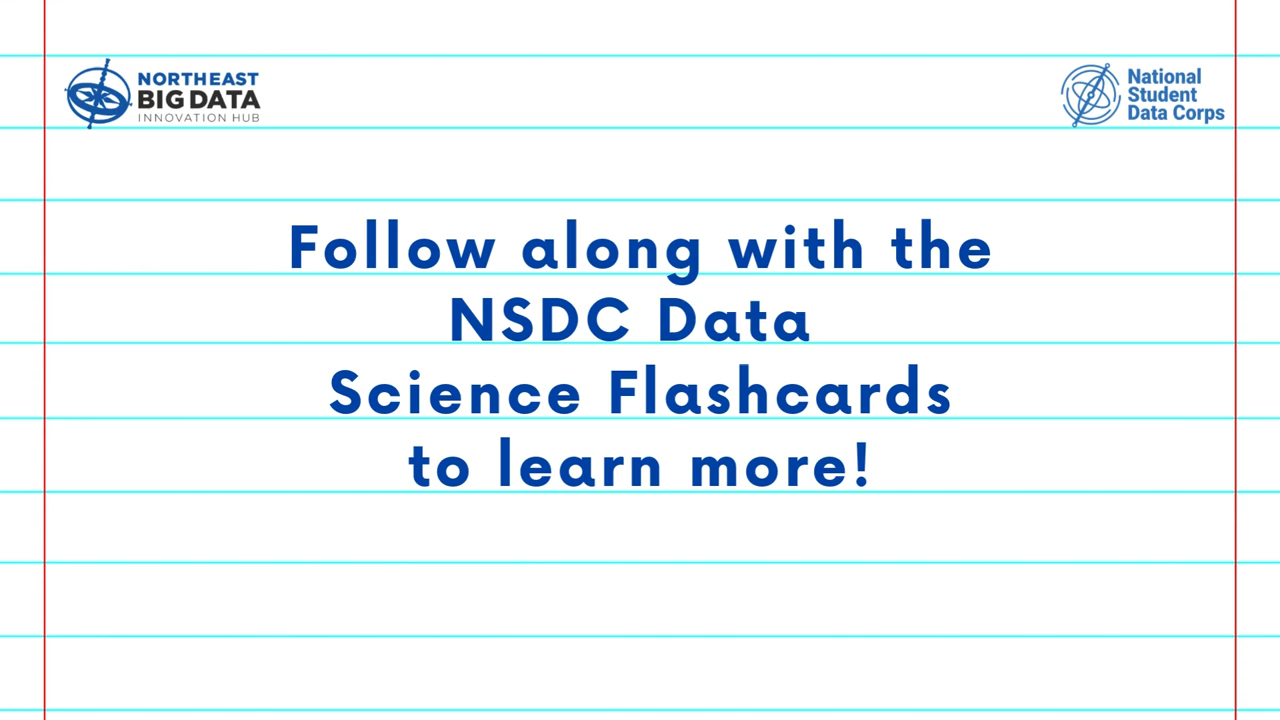 NORTHEAST
BIG DATA
INNOVATION HUB
National
Student
Data Corps
Follow along with the
NSDC Data
Science Flashcards
to learn more!